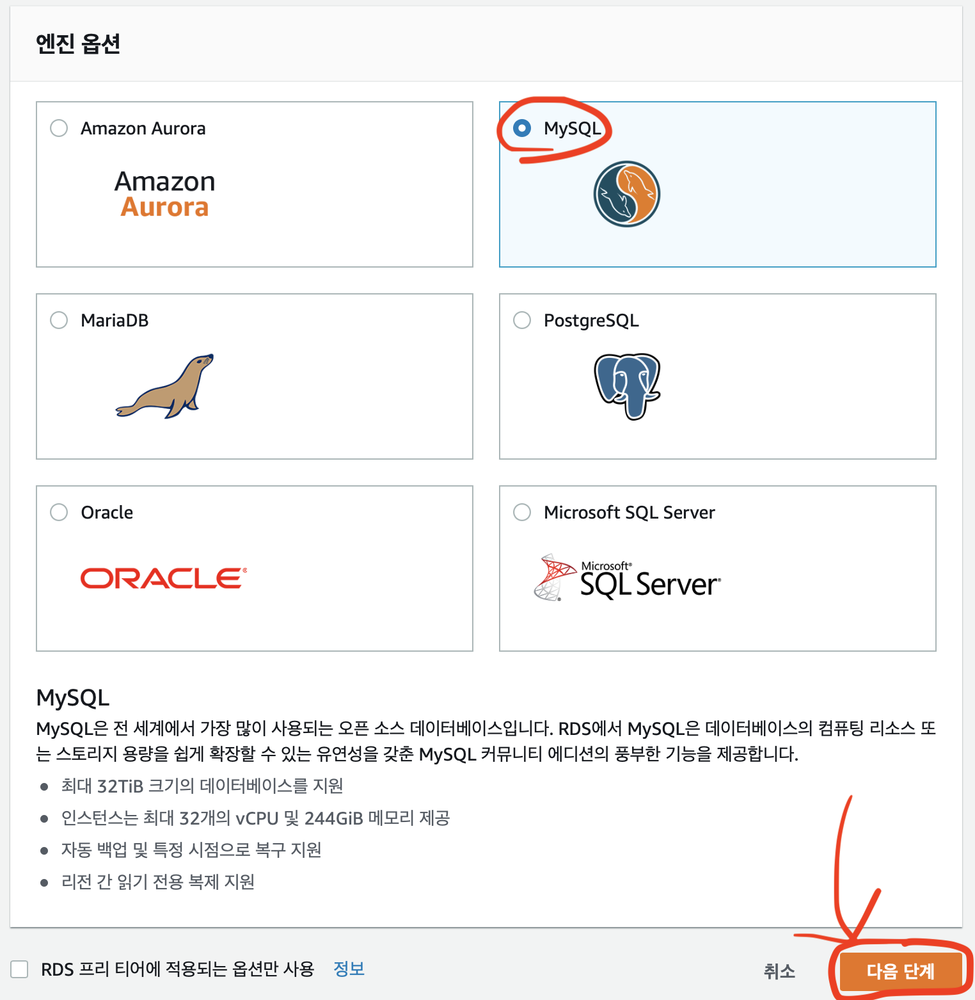 엔진 옵션
Amazon Aurora
Amazon
Aurora
MySQL
MariaDB
PostgreSQL
Oracle
ORACLE®
Microsoft SQL Server
Microsoft®
SQL Server®
MySQL
MySQL은 전 세계에서 가장 많이 사용되는 오픈 소스 데이터베이스입니다. RDS에서 MySQL은 데이터베이스의 컴퓨팅 리소스 또
는 스토리지 용량을 쉽게 확장할 수 있는 유연성을 갖춘 MySQL 커뮤니티 에디션의 풍부한 기능을 제공합니다.
● 최대 32TiB 크기의 데이터베이스를 지원
● 인스턴스는 최대 32개의 vCPU 및 244GiB 메모리 제공
● 자동 백업 및 특정 시점으로 복구 지원
● 리전 간 읽기 전용 복제 지원
RDS 프리 티어에 적용되는 옵션만 사용 정보
취소
다음 단계